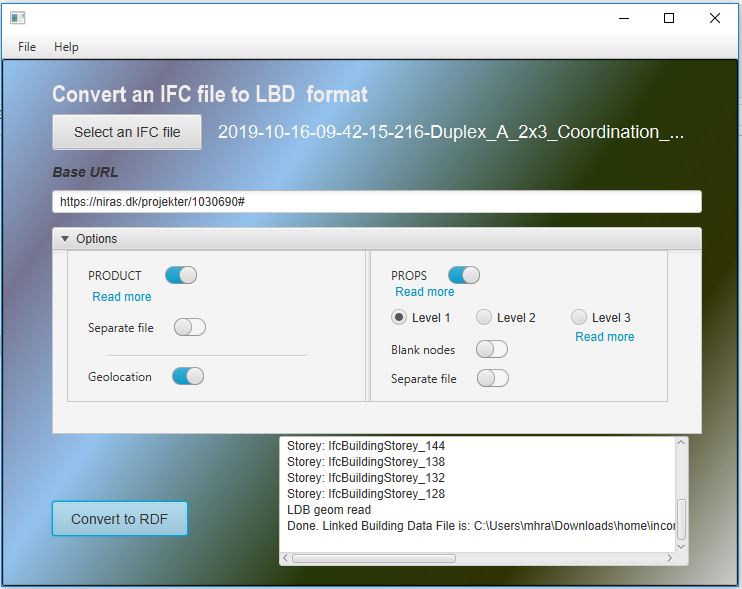 File Help
Convert an IFC file to LBD format
Select an IFC file 2019-10-16-09-42-15-216-Duplex_A_2x3_Coordination_...
Base URL
https://niras.dk/projekter/1030690#
Options
PRODUCT
Read more
Separate file
Geolocation
PROPS
Read more
Level 1 Level 2 Level 3
Read more
Blank nodes
Separate file
Storey: IfcBuildingStorey_144
Storey: IfcBuildingStorey_138
Storey: IfcBuildingStorey_132
Storey: IfcBuildingStorey_128
LDB geom read
Done. Linked Building Data File is: C:\Users\mhra\Downloads\home\incor
Convert to RDF